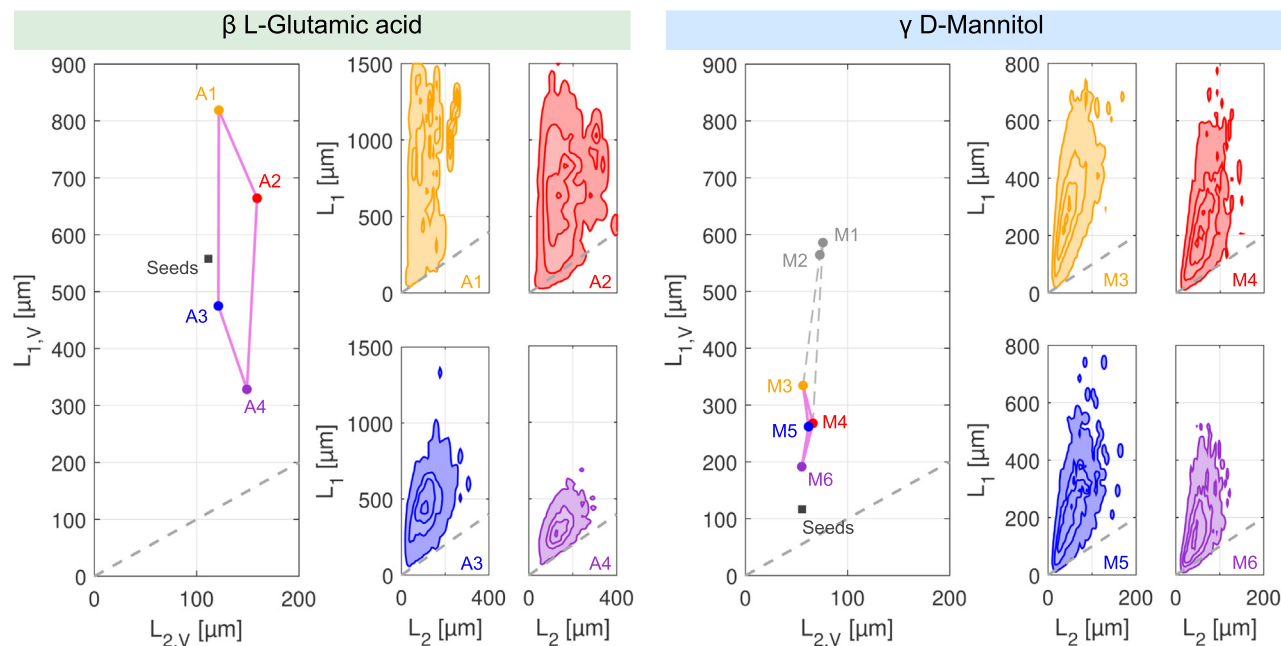 β L-Glutamic acid
900
800
700
600
500
400
300
200
100
0
0
100
200
L1,V [µm]
L2,V [µm]
A1
A2
Seeds
A3
A4
1500
1000
500
0
L1 [µm]
A1
A2
0
400
1500
1000
500
0
L1 [µm]
A3
A4
0
200
400
0
200
400
L2 [µm]
L2 [µm]
γ D-Mannitol
900
800
700
600
500
400
300
200
100
0
0
100
200
L1,V [µm]
L2,V [µm]
M1
M2
M3
M4
M5
M6
Seeds
800
600
400
200
0
L1 [µm]
M3
M4
800
600
400
200
0
L1 [µm]
M5
M6
0
100
200
0
100
200
L2 [µm]
L2 [µm]